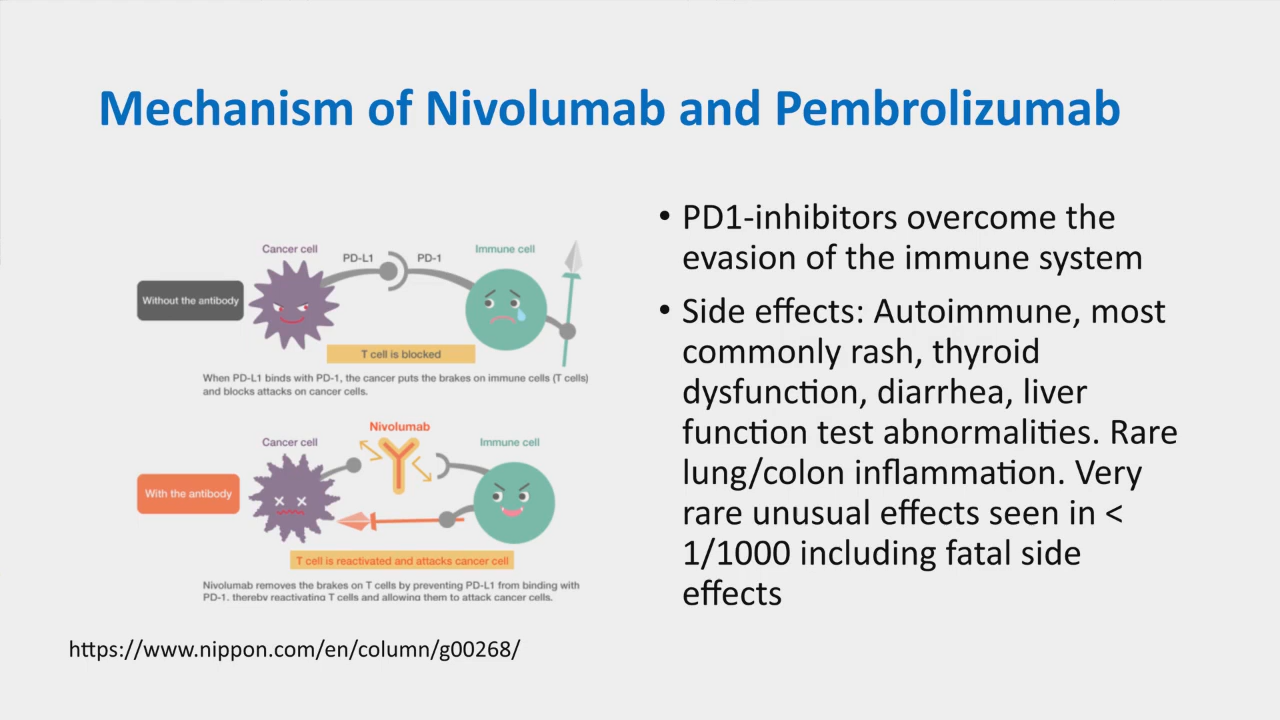 Mechanism of Nivolumab and Pembrolizumab
Cancer cell
PD-L1
PD-1
Immune cell
Without the antibody
T cell is blocked
When PD-L1 binds with PD-1, the cancer puts the brakes on immune cells (T cells)
and blocks attacks on cancer cells.
Nivolumab
Cancer cell
Immune cell
With the antibody
T cell is reactivated and attacks cancer cell
Nivolumab removes the brakes on T cells by preventing PD-L1 from binding with
PD-1, thereby reactivating T cells and allowing them to attack cancer cells.
https://www.nippon.com/en/column/g00268/
• PD1-inhibitors overcome the
evasion of the immune system
• Side effects: Autoimmune, most
commonly rash, thyroid
dysfunction, diarrhea, liver
function test abnormalities. Rare
lung/colon inflammation. Very
rare unusual effects seen in <
1/1000 including fatal side
effects